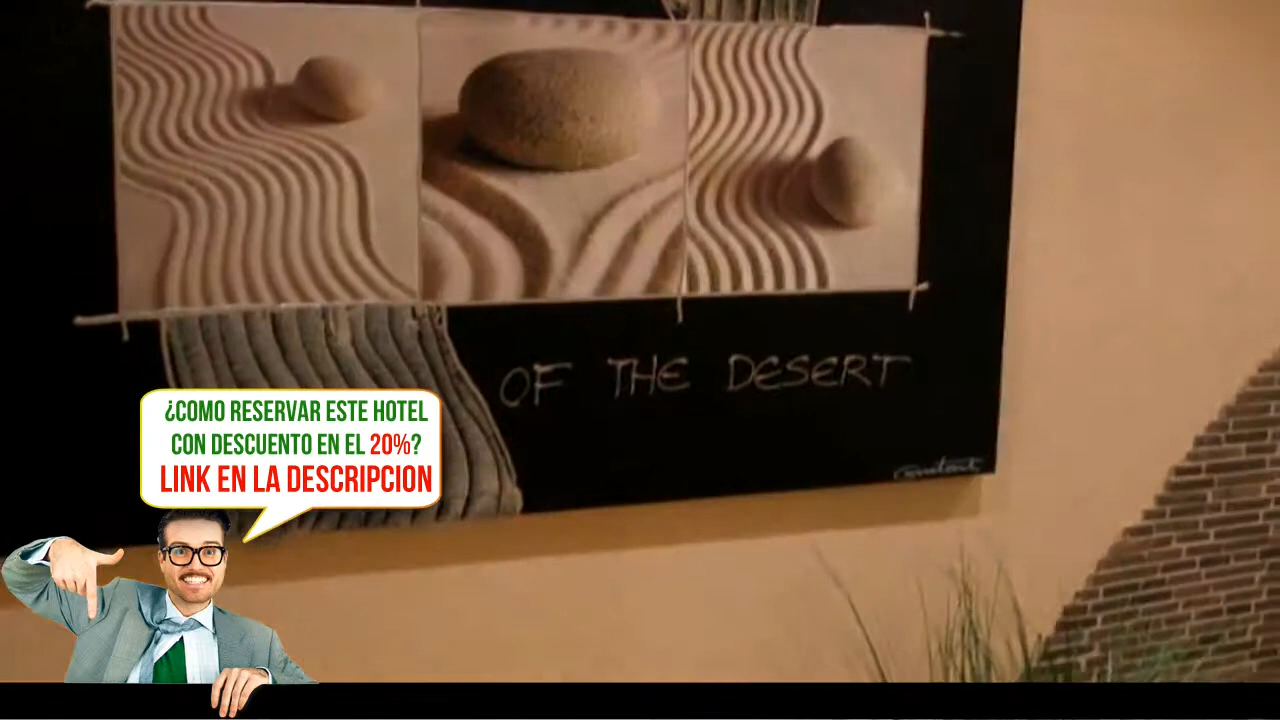 OF THE DESERT
¿COMO RESERVAR ESTE HOTEL
CON DESCUENTO EN EL 20%?
LINK EN LA DESCRIPCION